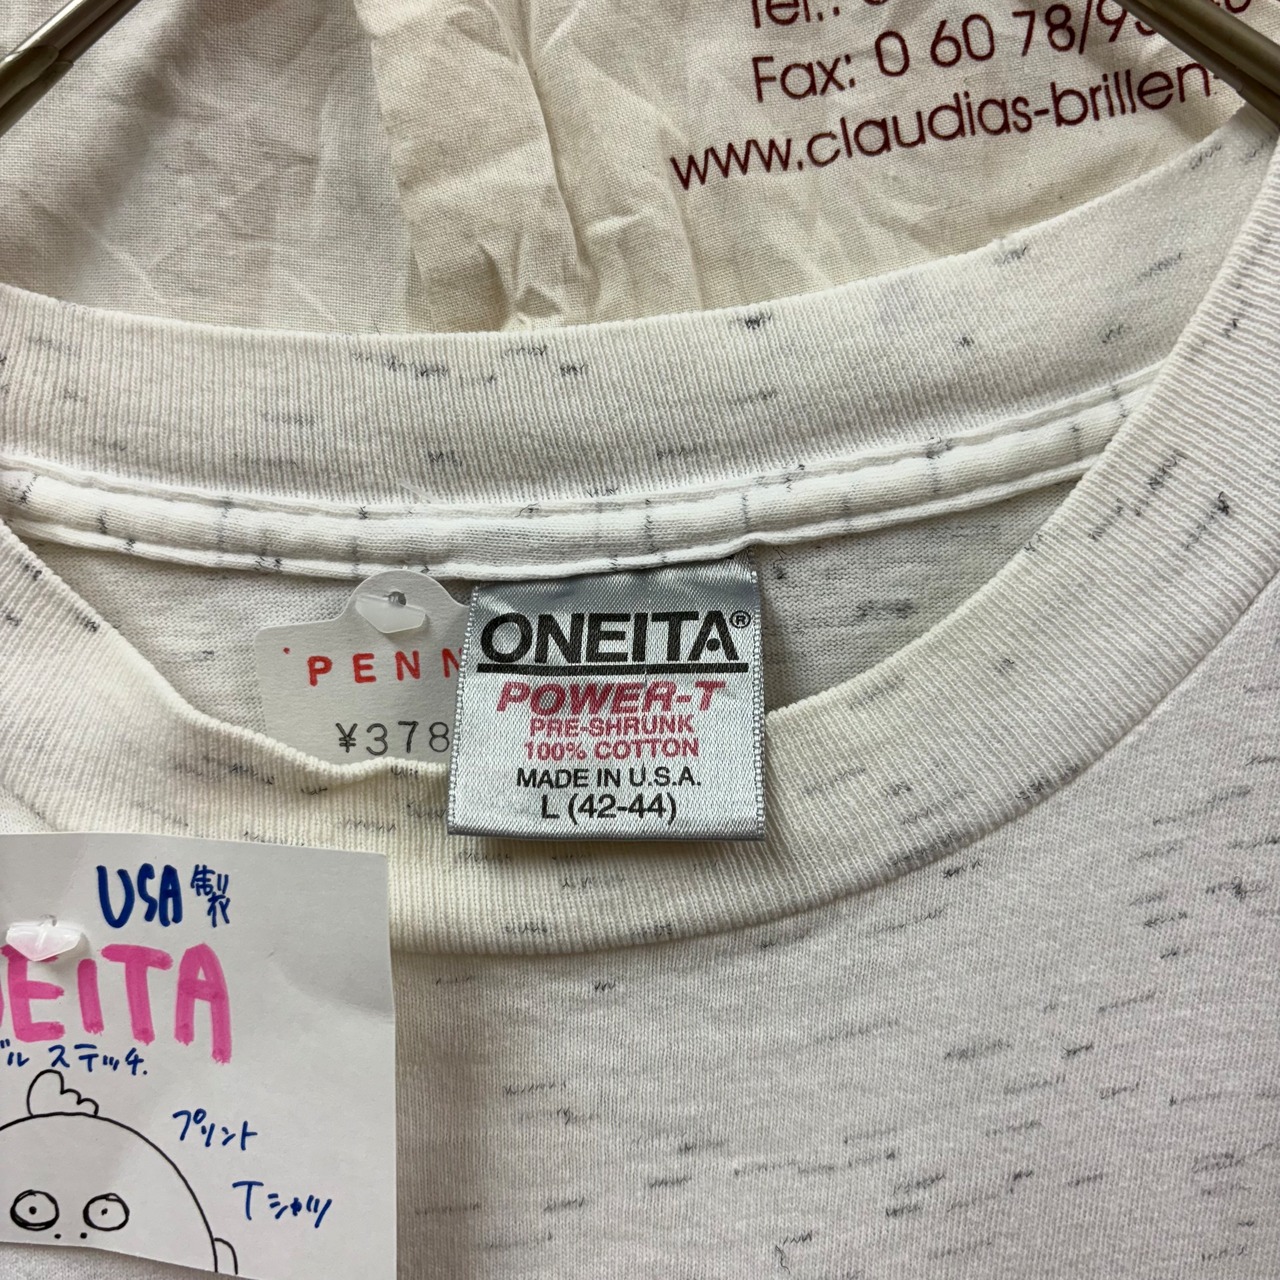 Fax: 0 60 78/93
www.claudias-brillen-
PENN
¥378
ONEITA®
POWER-T
PRE-SHRUNK
100% COTTON
MADE IN U.S.A.
L (42-44)
USA製
EITA
ル ステッチ.
プリント
Tシャツ